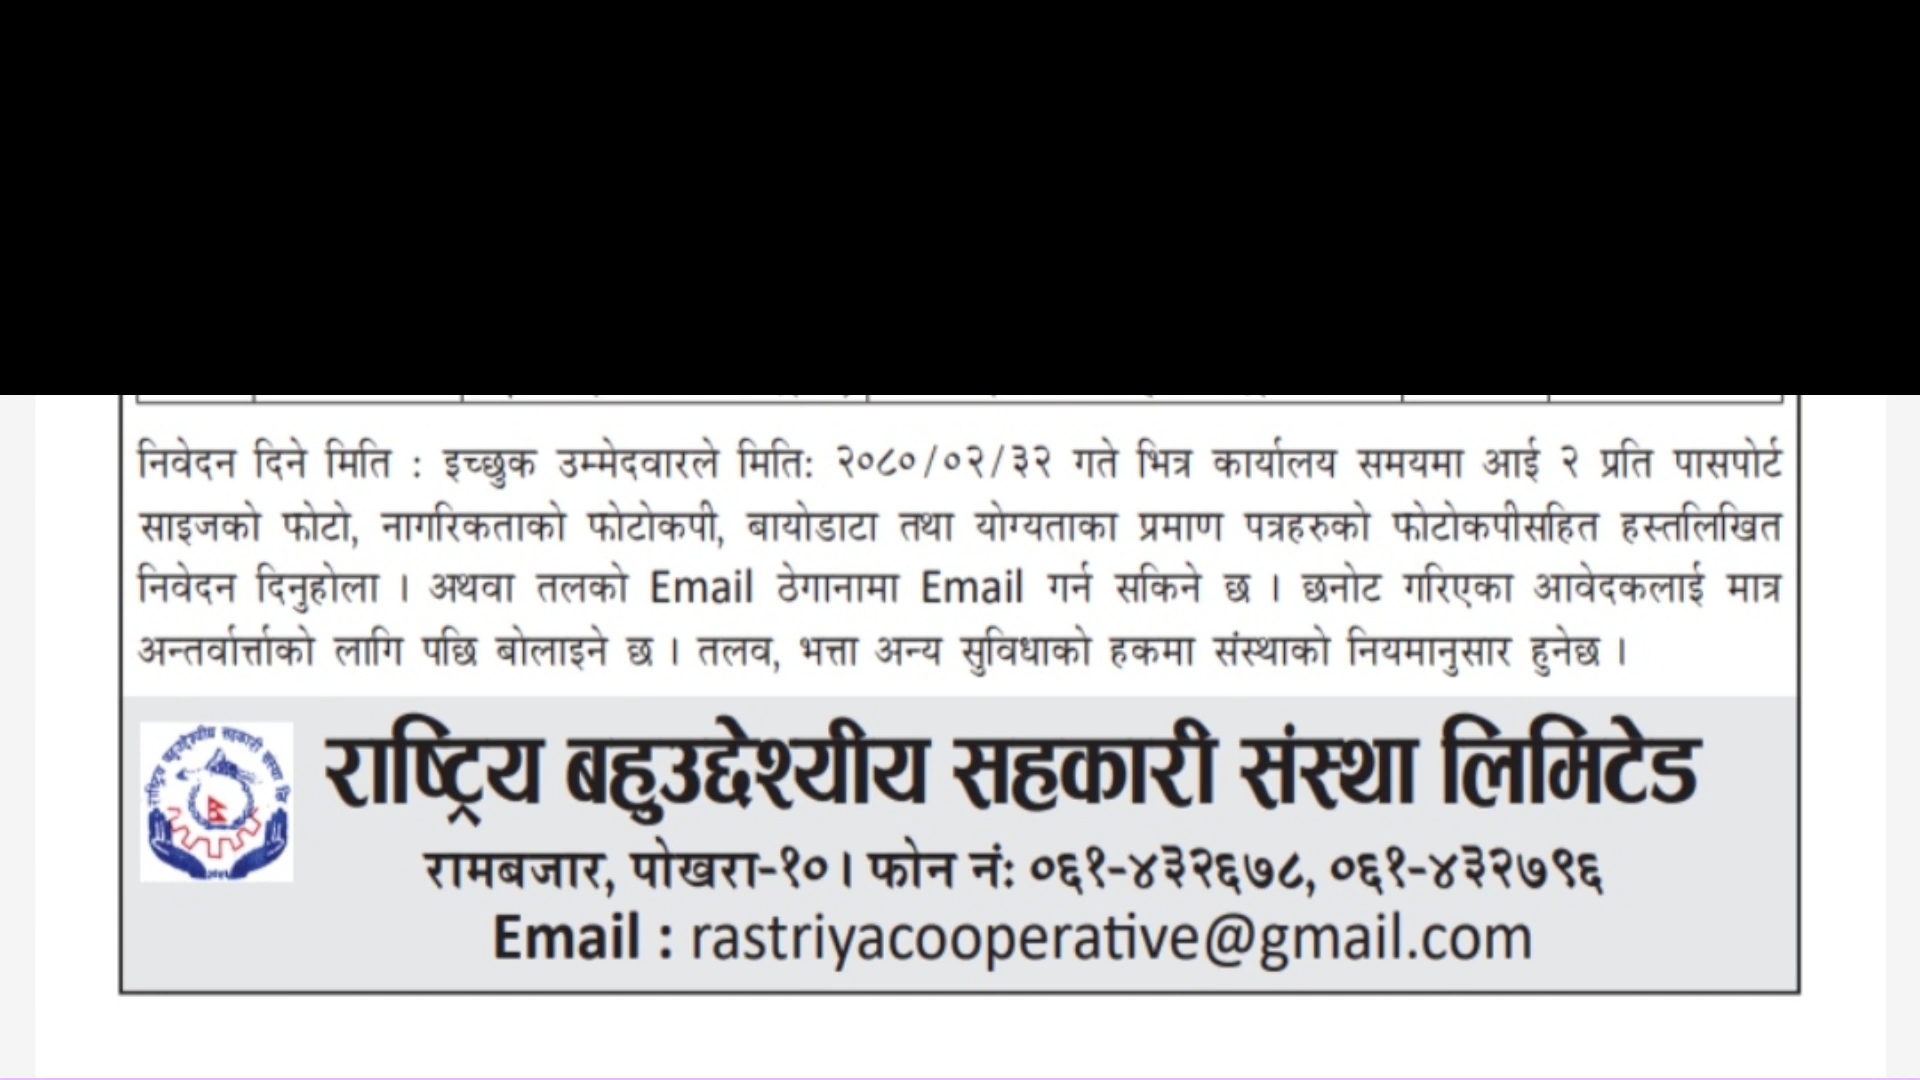 निवेदन दिने मिति : इच्छुक उम्मेदवारले मिति: २०८०/०२/३२ गते भित्र कार्यालय समयमा आई २ प्रति पासपोर्ट
साइजको फोटो, नागरिकताको फोटोकपी, बायोडाटा तथा योग्यताका प्रमाण पत्रहरुको फोटोकपीसहित हस्तलिखित
निवेदन दिनुहोला । अथवा तलको Email ठेगानामा Email गर्न सकिने छ । छनोट गरिएका आवेदकलाई मात्र
अन्तर्वार्त्ताको लागि पछि बोलाइने छ । तलव, भत्ता अन्य सुविधाको हकमा संस्थाको नियमानुसार हुनेछ ।
राष्ट्रिय बहुउद्देश्यीय सहकारी संस्था लि
राष्ट्रिय बहुउद्देश्यीय सहकारी संस्था लिमिटेड
रामबजार, पोखरा-१० । फोन नं: ०६१-४३२६७८, ०६१-४३२७९६
Email : rastriyacooperative@gmail.com